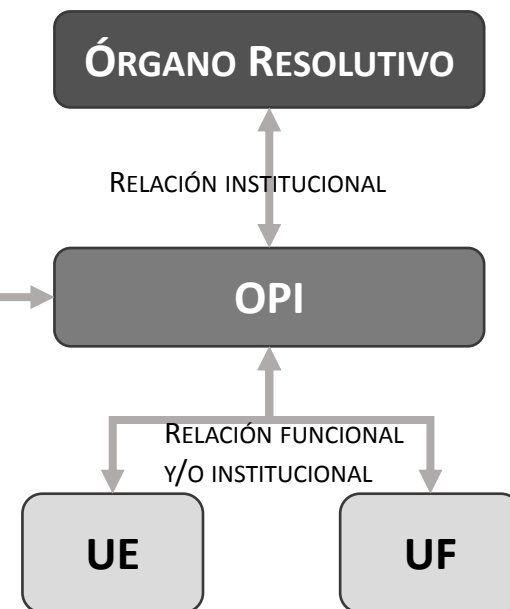 ÓRGANO RESOLUTIVO
RELACIÓN INSTITUCIONAL
OPI
RELACIÓN FUNCIONAL
Y/O INSTITUCIONAL
UE
UF